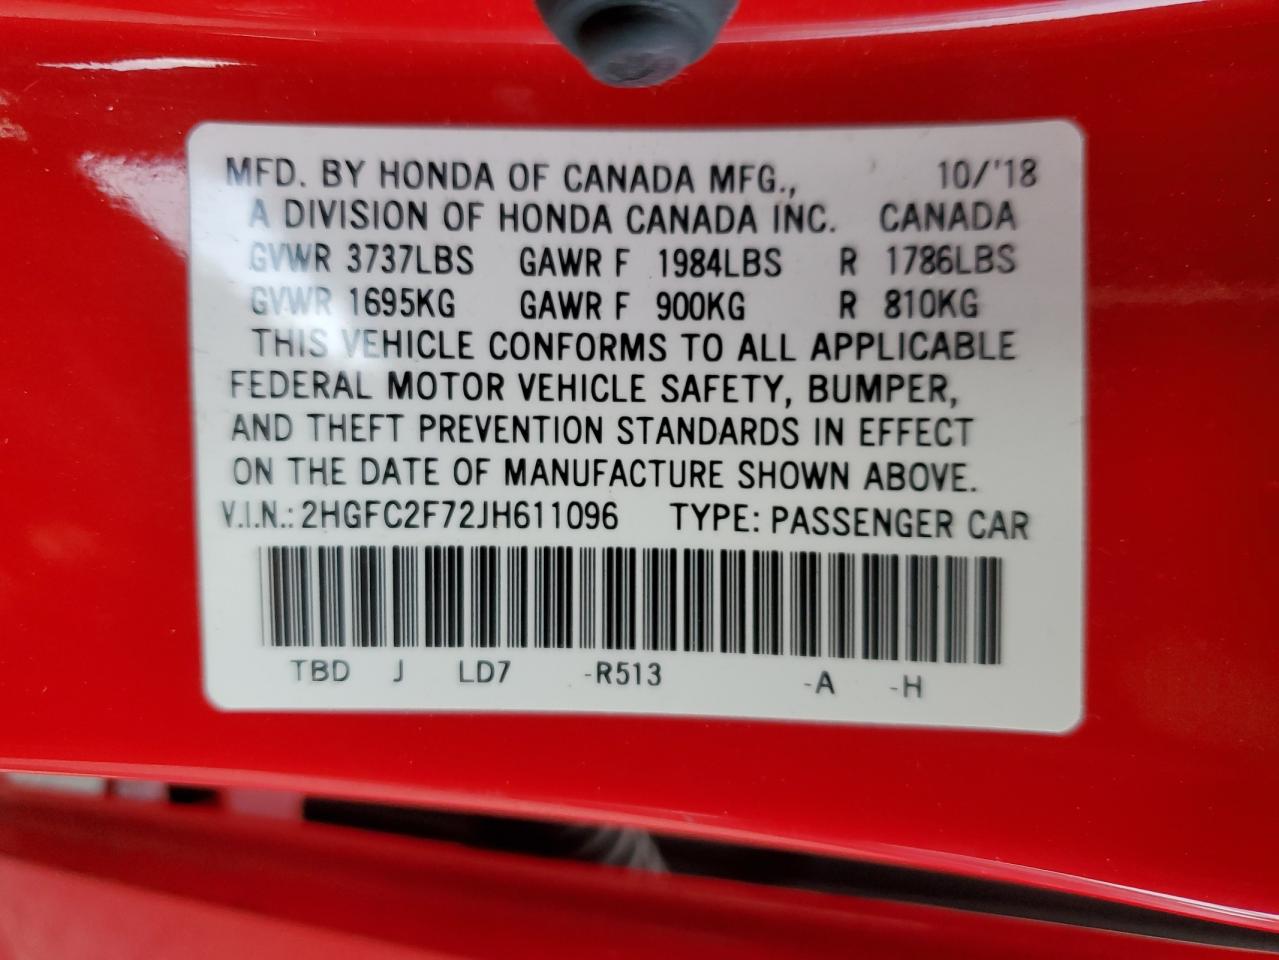 MFD. BY HONDA OF CANADA MFG., 10/'18
A DIVISION OF HONDA CANADA INC. CANADA
GVWR 3737LBS GAWR F 1984LBS R 1786LBS
GVWR 1695KG GAWR F 900KG R 810KG
THIS VEHICLE CONFORMS TO ALL APPLICABLE
FEDERAL MOTOR VEHICLE SAFETY, BUMPER,
AND THEFT PREVENTION STANDARDS IN EFFECT
ON THE DATE OF MANUFACTURE SHOWN ABOVE.
V.I.N.: 2HGFC2F72JH611096 TYPE: PASSENGER CAR
TBD J LD7 -R513 -A -H